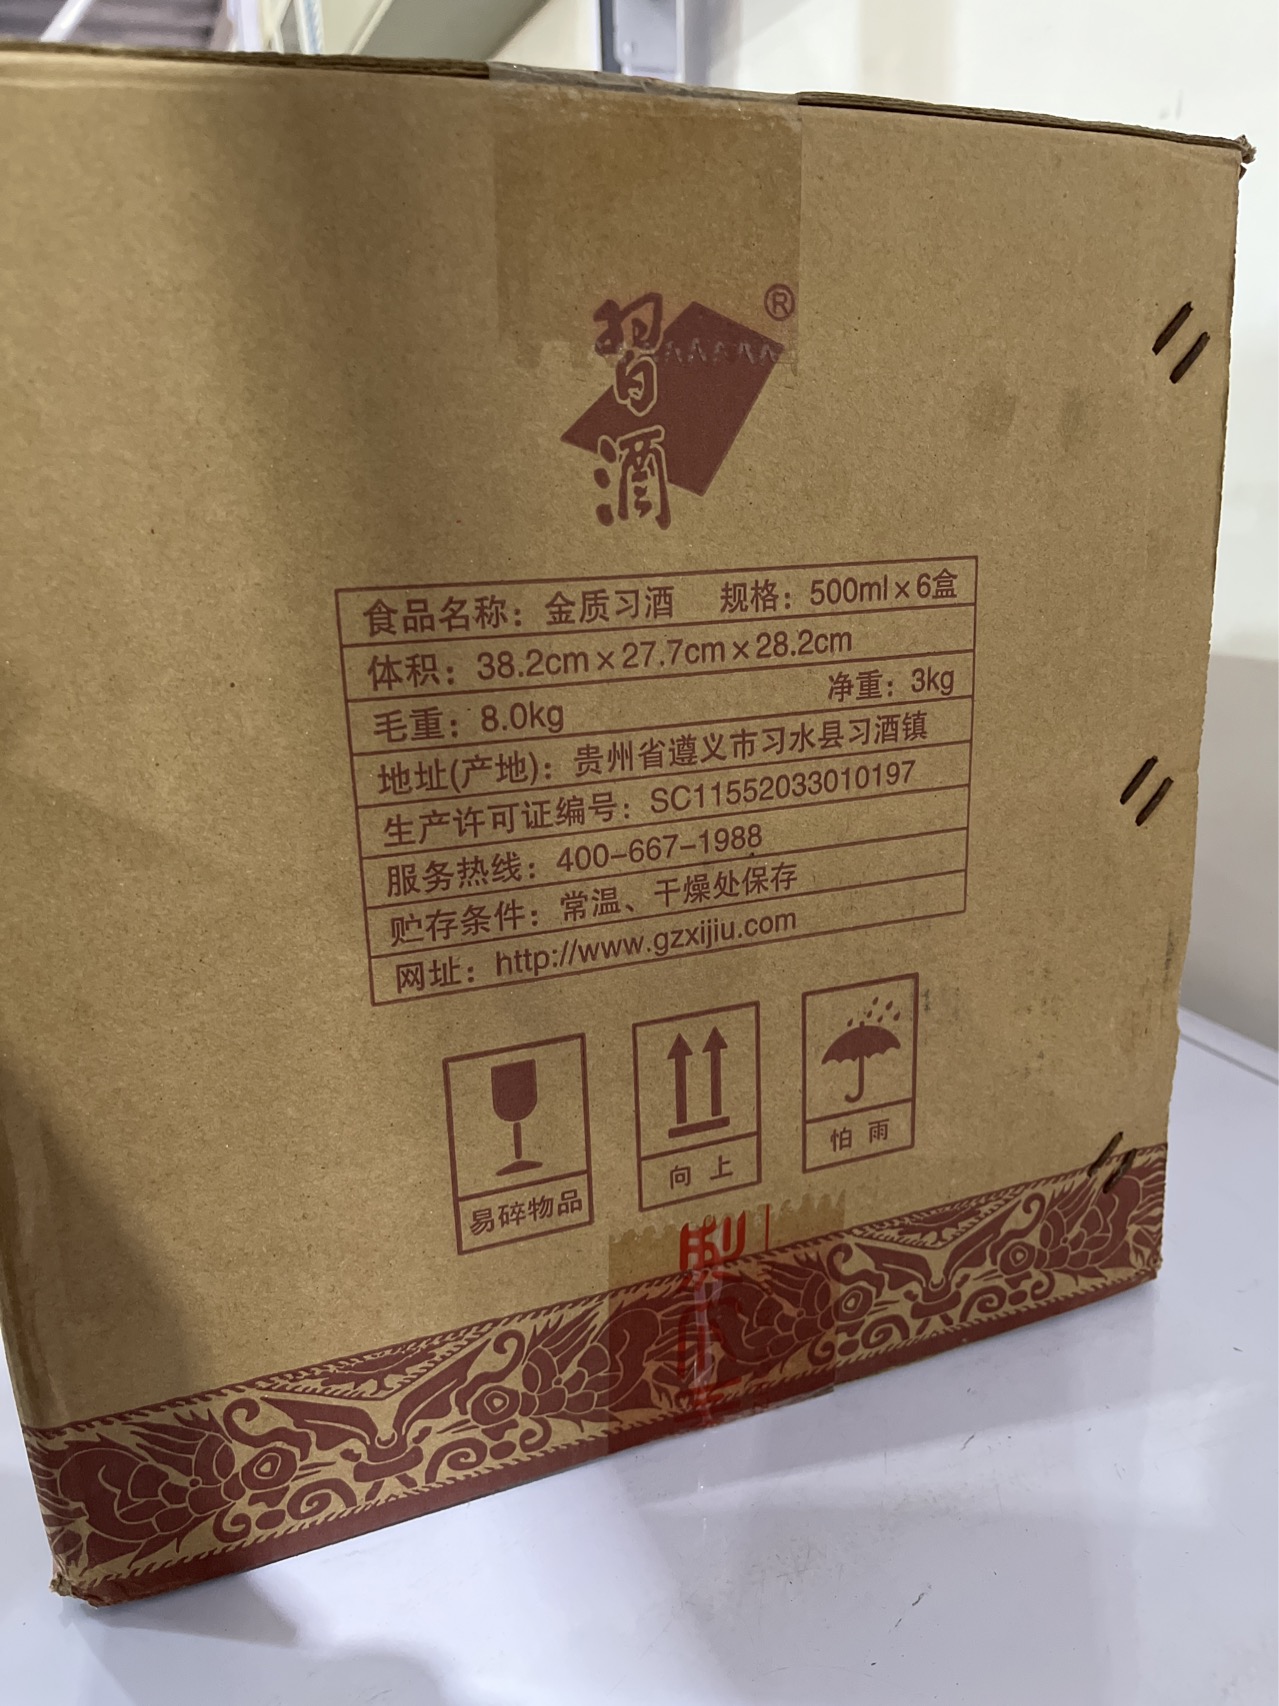 習酒®
食品名称：金质习酒 规格：500ml×6盒
体积：38.2cm×27.7cm×28.2cm
毛重：8.0kg 净重：3kg
地址(产地)：贵州省遵义市习水县习酒镇
生产许可证编号：SC11552033010197
服务热线：400-667-1988
贮存条件：常温、干燥处保存
网址：http://www.gzxijiu.com
易碎物品
向上
怕雨